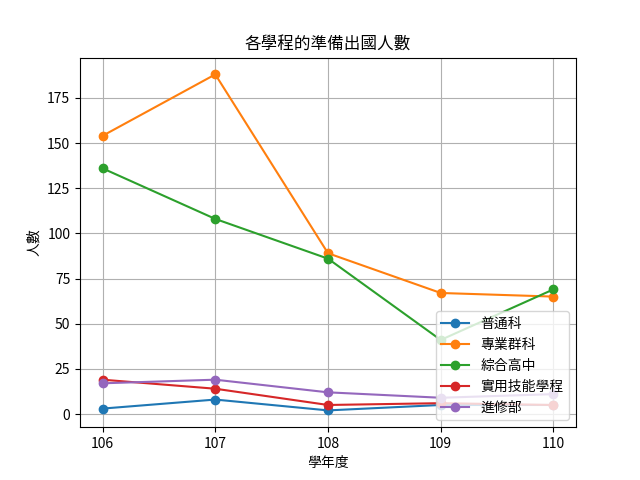 各學程的準備出國人數
人數
175
150
125
100
75
50
25
0
106 107 108 109 110
學年度
普通科
專業群科
綜合高中
實用技能學程
進修部